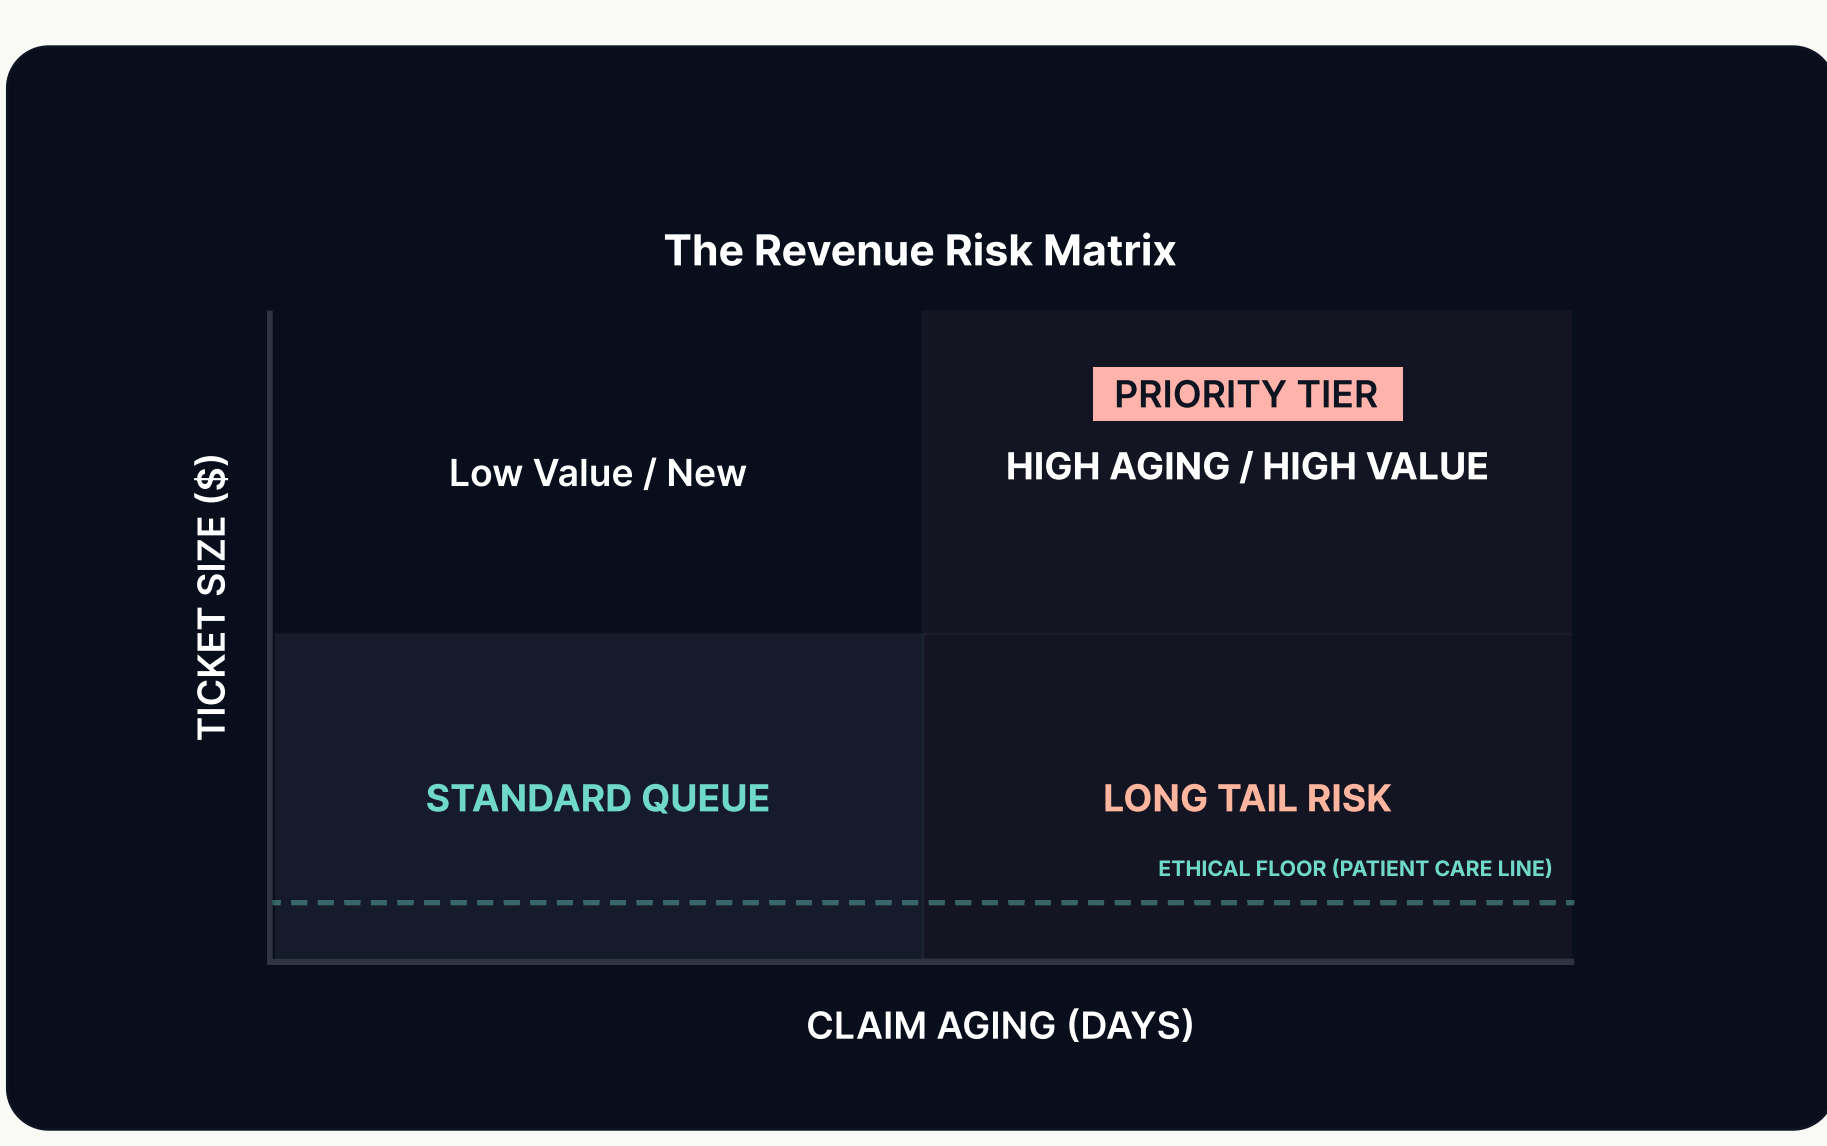 The Revenue Risk Matrix
TICKET SIZE ($)
Low Value / New
PRIORITY TIER
HIGH AGING / HIGH VALUE
STANDARD QUEUE
LONG TAIL RISK
ETHICAL FLOOR (PATIENT CARE LINE)
CLAIM AGING (DAYS)